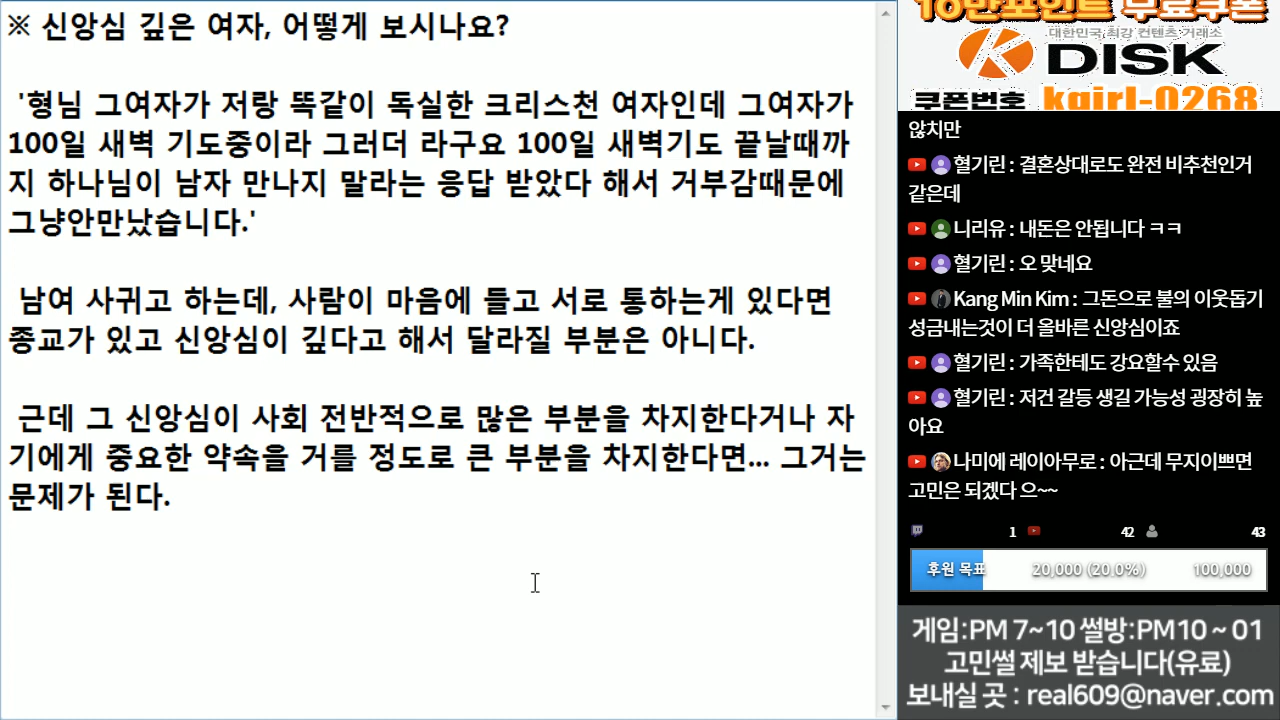 ※ 신앙심 깊은 여자, 어떻게 보시나요?
'형님 그여자가 저랑 똑같이 독실한 크리스천 여자인데 그여자가
100일 새벽 기도중이라 그러더 라구요 100일 새벽기도 끝날때까
지 하나님이 남자 만나지 말라는 응답 받았다 해서 거부감때문에
그냥안만났습니다.'
남여 사귀고 하는데, 사람이 마음에 들고 서로 통하는게 있다면
종교가 있고 신앙심이 깊다고 해서 달라질 부분은 아니다.
근데 그 신앙심이 사회 전반적으로 많은 부분을 차지한다거나 자
기에게 중요한 약속을 거를 정도로 큰 부분을 차지한다면... 그거는
문제가 된다.
10만포인트 무료쿠폰
대한민국 최강 컨텐츠 거래소
K DISK
쿠폰번호 kgirl-0268
않치만
혈기린 : 결혼상대로도 완전 비추천인거
같은데
니리유 : 내돈은 안됩니다 ㅋㅋ
혈기린 : 오 맞네요
Kang Min Kim : 그돈으로 불의 이웃돕기
성금내는것이 더 올바른 신앙심이죠
혈기린 : 가족한테도 강요할수 있음
혈기린 : 저건 갈등 생길 가능성 굉장히 높
아요
나미에 레이아무로 : 아근데 무지이쁘면
고민은 되겠다 으~~
1 42 43
후원 목표 20,000 (20.0%) 100,000
게임:PM 7~10 썰방:PM10 ~ 01
고민썰 제보 받습니다(유료)
보내실 곳 : real609@naver.com